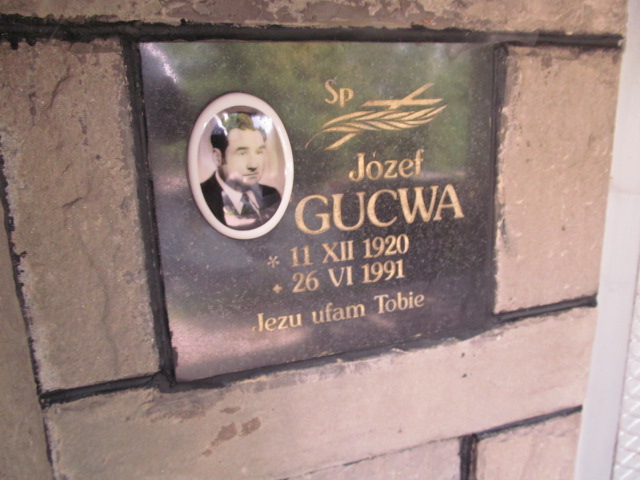 Sp
Józef
GUCWA
* 11 XII 1920
✦ 26 VI 1991
Jezu ufam Tobie